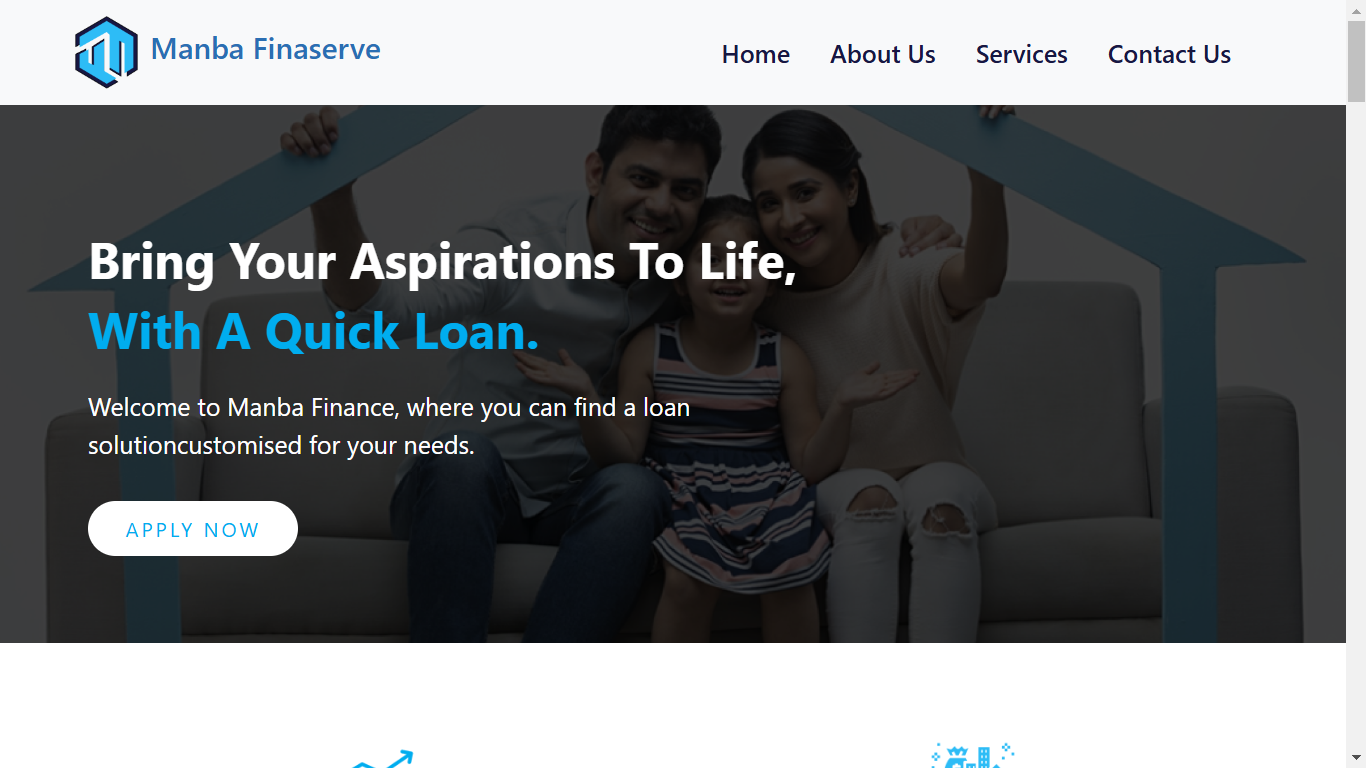 Manba Finaserve
Home
About Us
Services
Contact Us
Bring Your Aspirations To Life,
With A Quick Loan.
Welcome to Manba Finance, where you can find a loan
solutioncustomised for your needs.
APPLY NOW